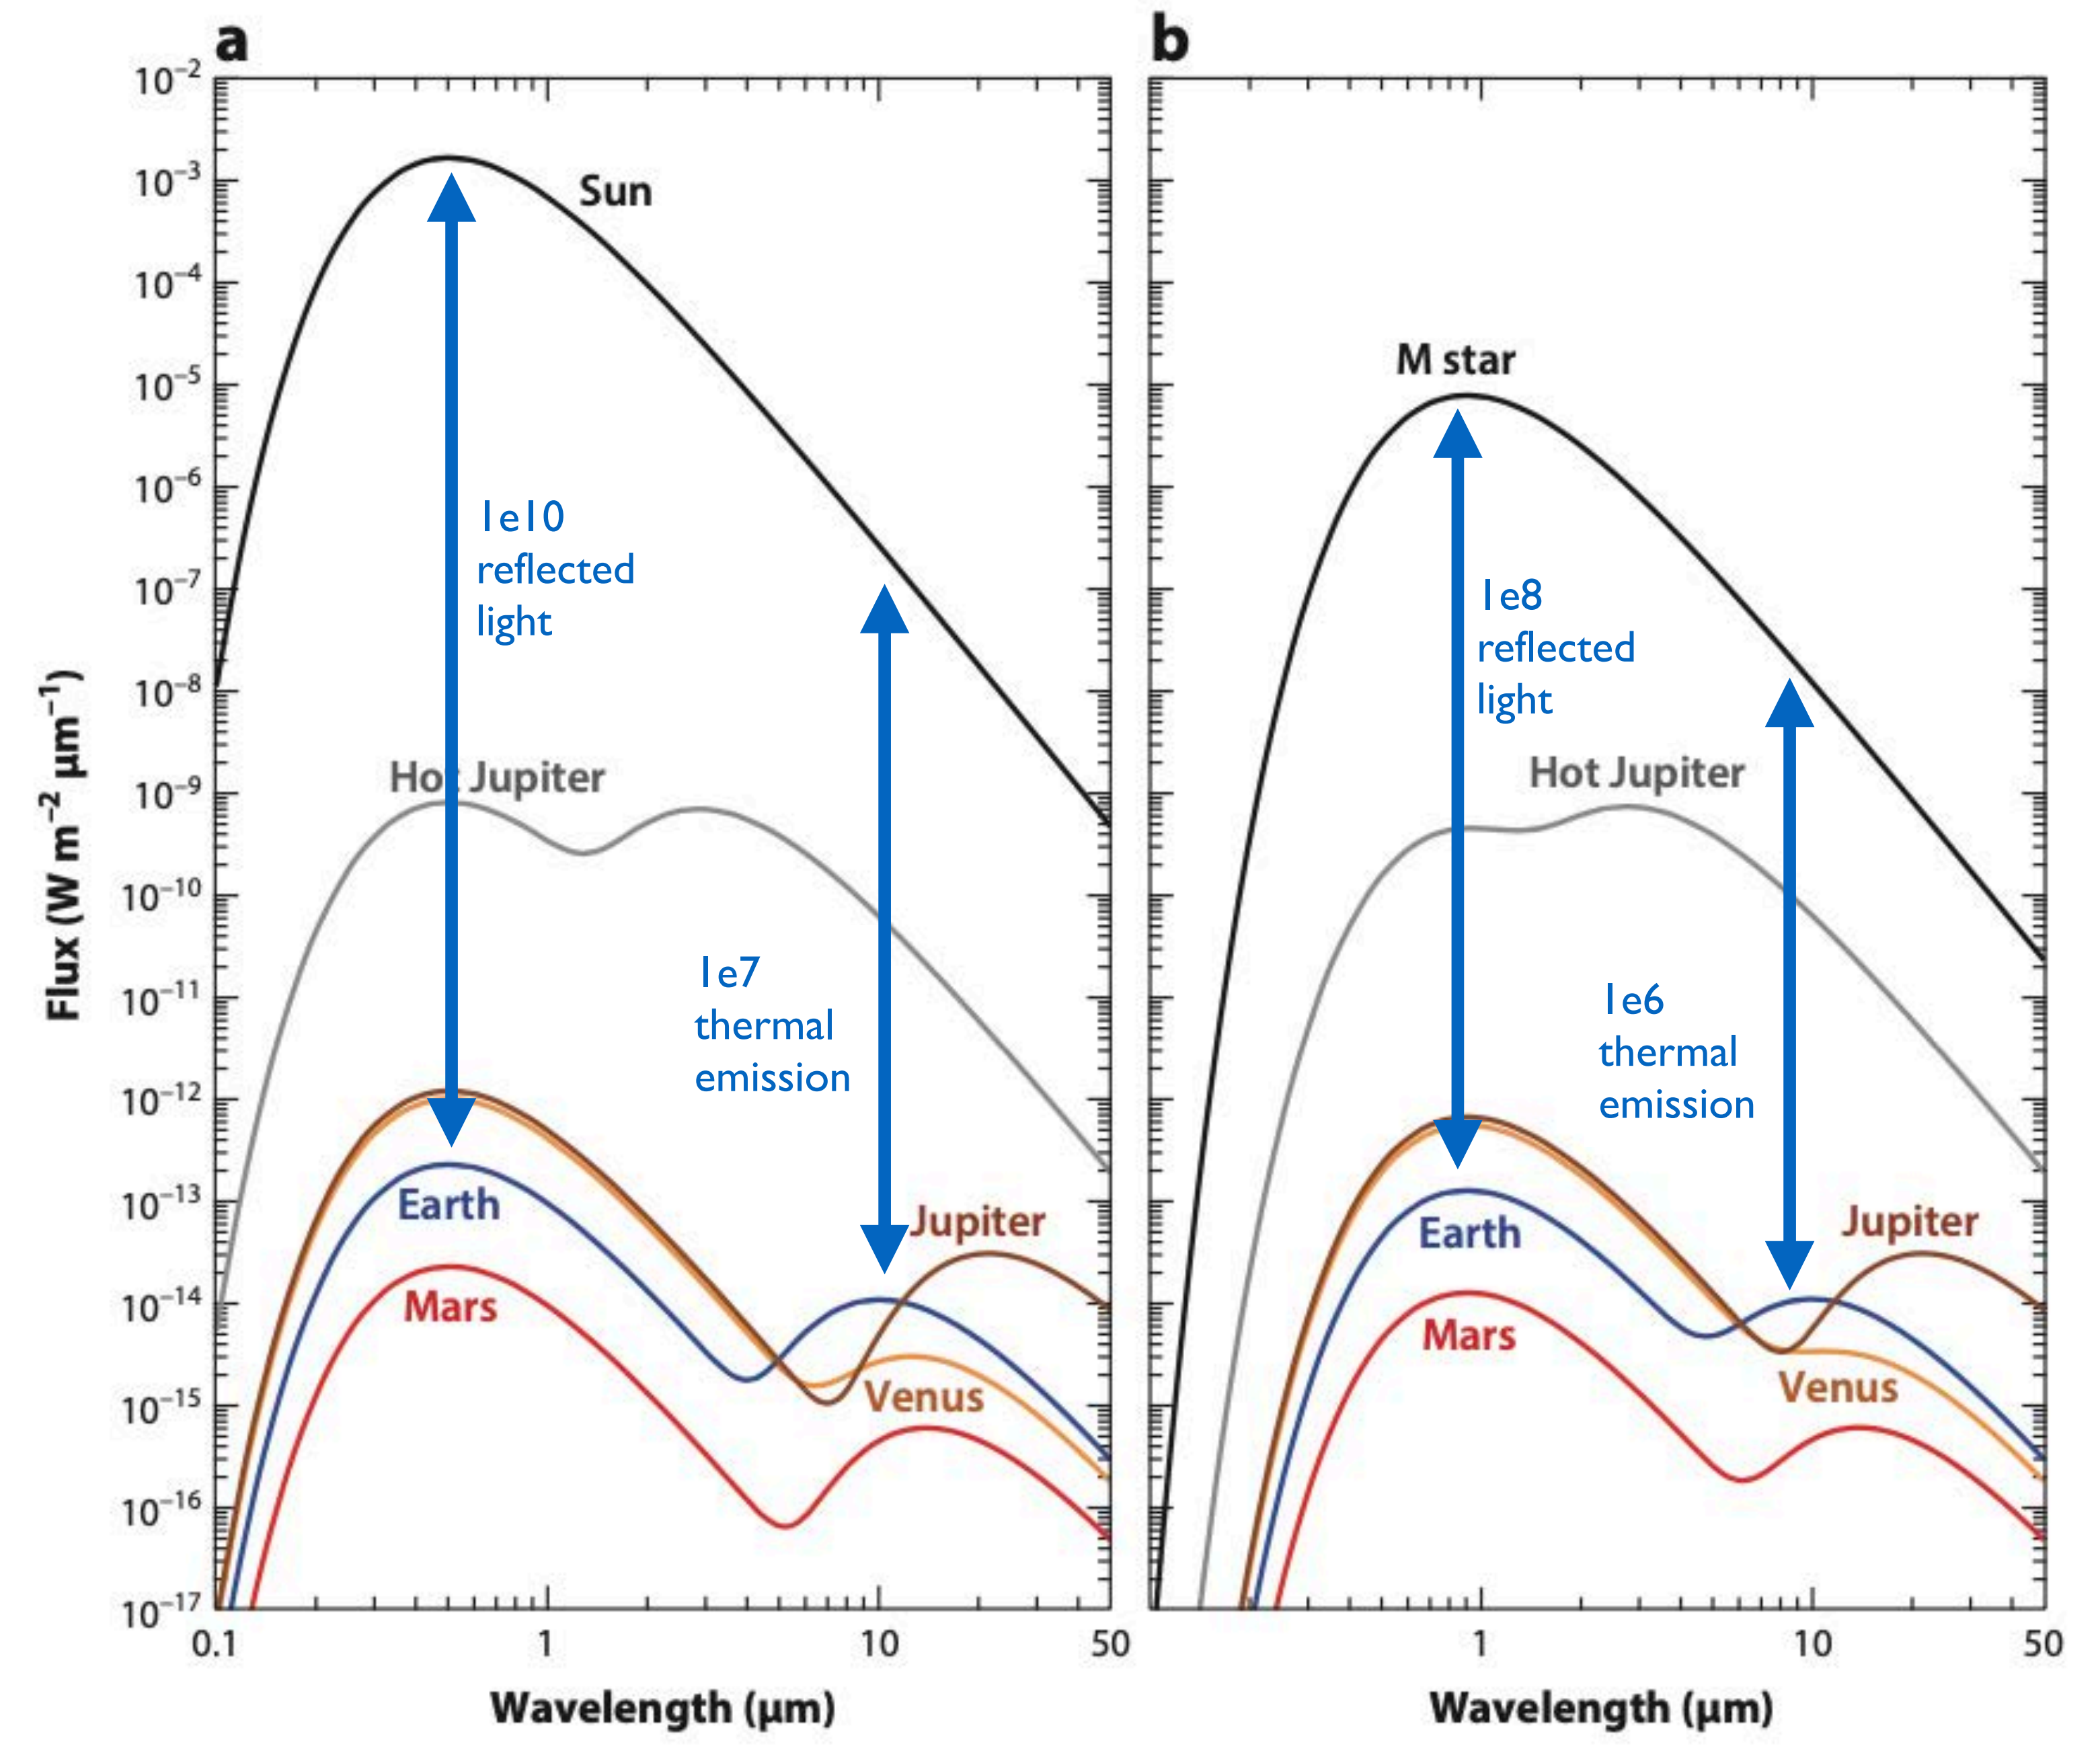 a
b
10⁻²
10⁻³
10⁻⁴
10⁻⁵
10⁻⁶
10⁻⁷
10⁻⁸
10⁻⁹
10⁻¹⁰
10⁻¹¹
10⁻¹²
10⁻¹³
10⁻¹⁴
10⁻¹⁵
10⁻¹⁶
10⁻¹⁷
Flux (W m⁻² µm⁻¹)
Sun
1e10
reflected
light
Hot Jupiter
1e7
thermal
emission
Earth
Jupiter
Mars
Venus
0.1
1
10
50
Wavelength (µm)
M star
1e8
reflected
light
Hot Jupiter
1e6
thermal
emission
Earth
Jupiter
Mars
Venus
1
10
50
Wavelength (µm)